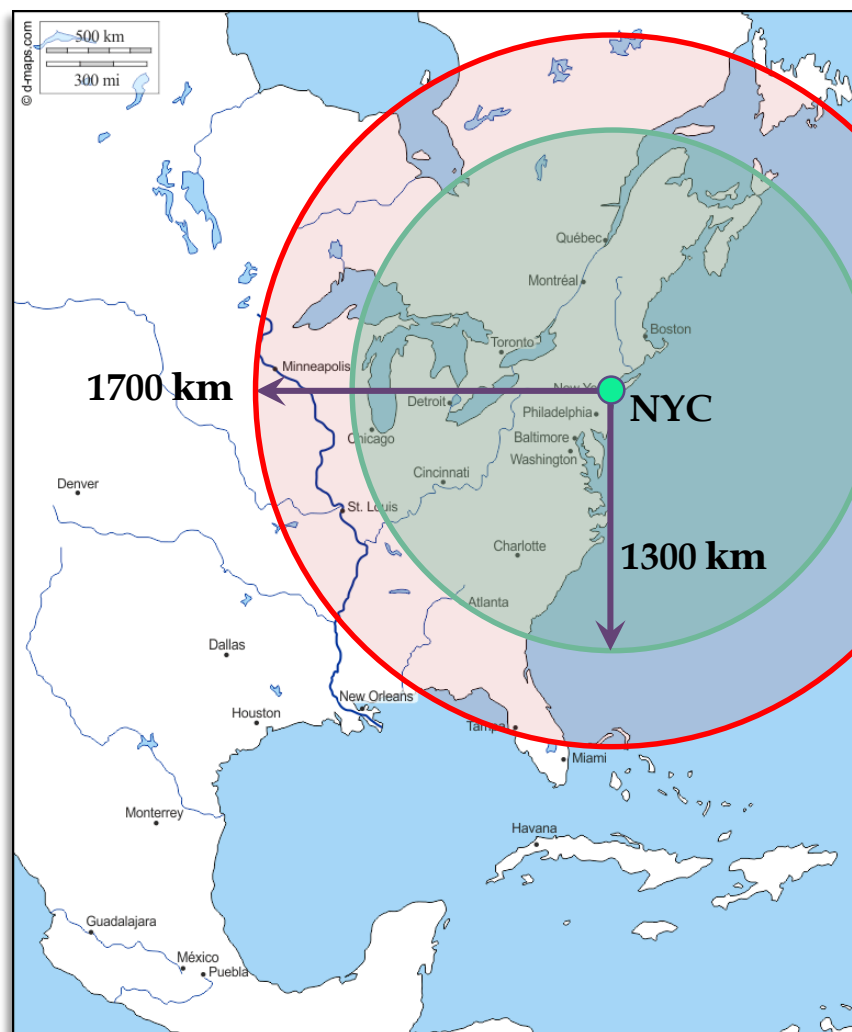 500 km
300 mi
© d-maps.com
Québec
Montréal
Boston
Toronto
Minneapolis
1700 km
New Yo
Detroit
NYC
Philadelphia
Chicago
Baltimore
Washington
Cincinnati
Denver
St. Louis
Charlotte
1300 km
Atlanta
Dallas
New Orleans
Houston
Tampa
Miami
Monterrey
Havana
Guadalajara
México
Puebla